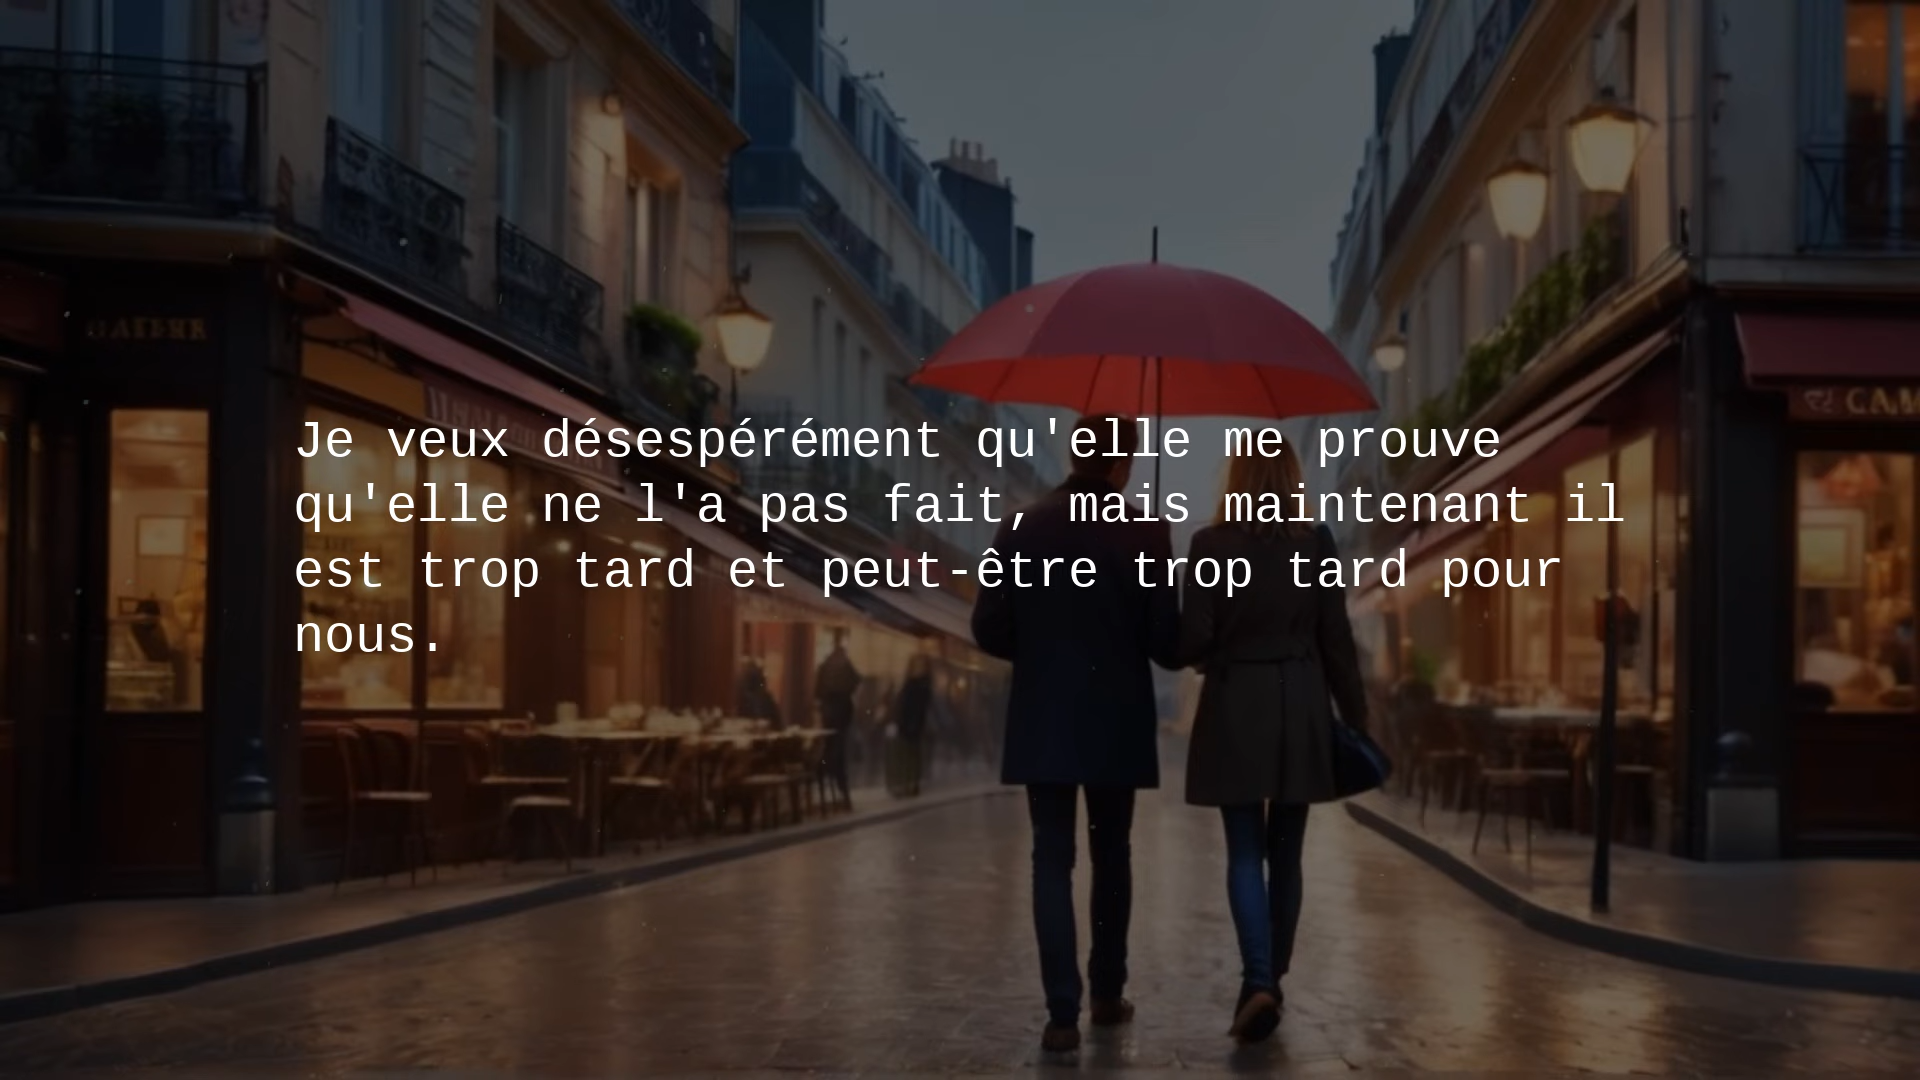 Je veux désespérément qu'elle me prouve
qu'elle ne l'a pas fait, mais maintenant il
est trop tard et peut-être trop tard pour
nous.